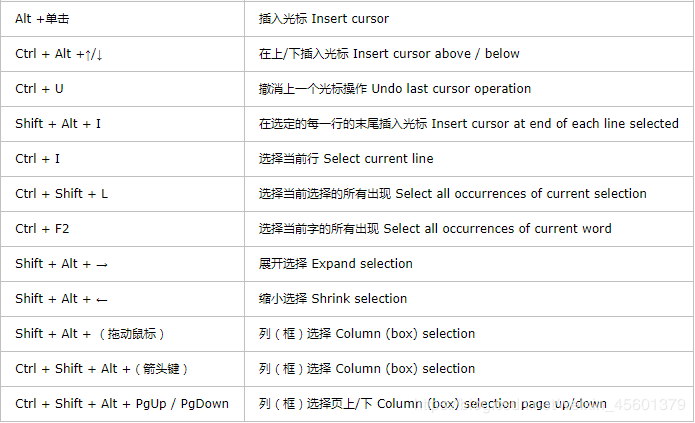 Alt +单击 插入光标 Insert cursor
Ctrl + Alt +↑/↓ 在上/下插入光标 Insert cursor above / below
Ctrl + U 撤消上一个光标操作 Undo last cursor operation
Shift + Alt + I 在选定的每一行的末尾插入光标 Insert cursor at end of each line selected
Ctrl + I 选择当前行 Select current line
Ctrl + Shift + L 选择当前选择的所有出现 Select all occurrences of current selection
Ctrl + F2 选择当前字的所有出现 Select all occurrences of current word
Shift + Alt + → 展开选择 Expand selection
Shift + Alt + ← 缩小选择 Shrink selection
Shift + Alt + （拖动鼠标） 列（框）选择 Column (box) selection
Ctrl + Shift + Alt +（箭头键） 列（框）选择 Column (box) selection
Ctrl + Shift + Alt + PgUp / PgDown 列（框）选择页上/下 Column (box) selection page up/down
_45601379